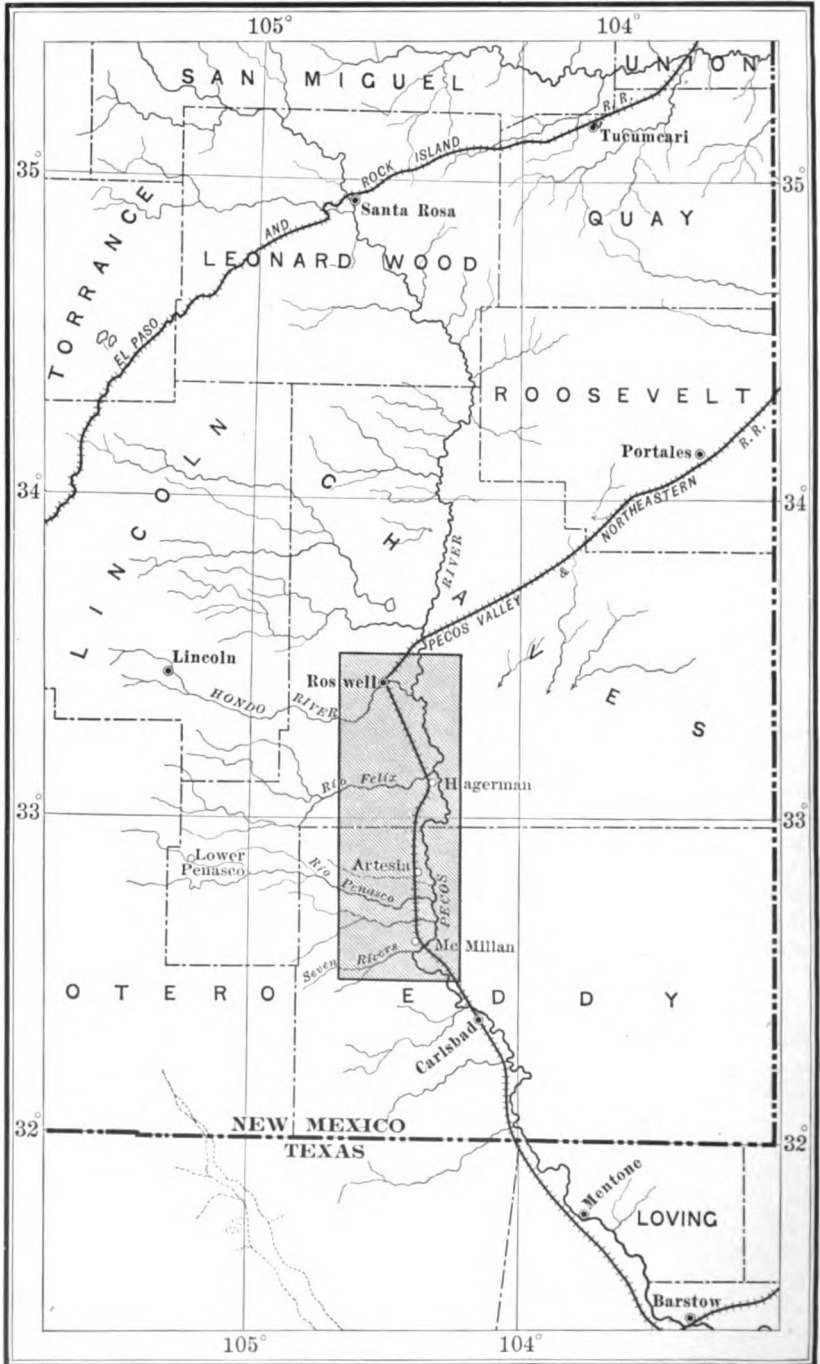 105° 104°
SAN MIGUEL
UNION
EL PASO AND ROCK ISLAND R.R.
Tucumcari
35° 35°
Santa Rosa
QUAY
TORRANCE
LEONARD WOOD
ROOSEVELT
Portales
LINCOLN
CHAVES
34° 34°
PECOS VALLEY & NORTHEASTERN R.R.
RIVER
Lincoln
Roswell
HONDO RIVER
Rio Felix
Hagerman
33° 33°
Lower
Penasco
Artesia
Rio Penasco
PECOS
Mc Millan
Seven Rivers
OTERO
EDDY
Carlsbad
32° 32°
NEW MEXICO
TEXAS
Mentone
LOVING
Barstow
105° 104°